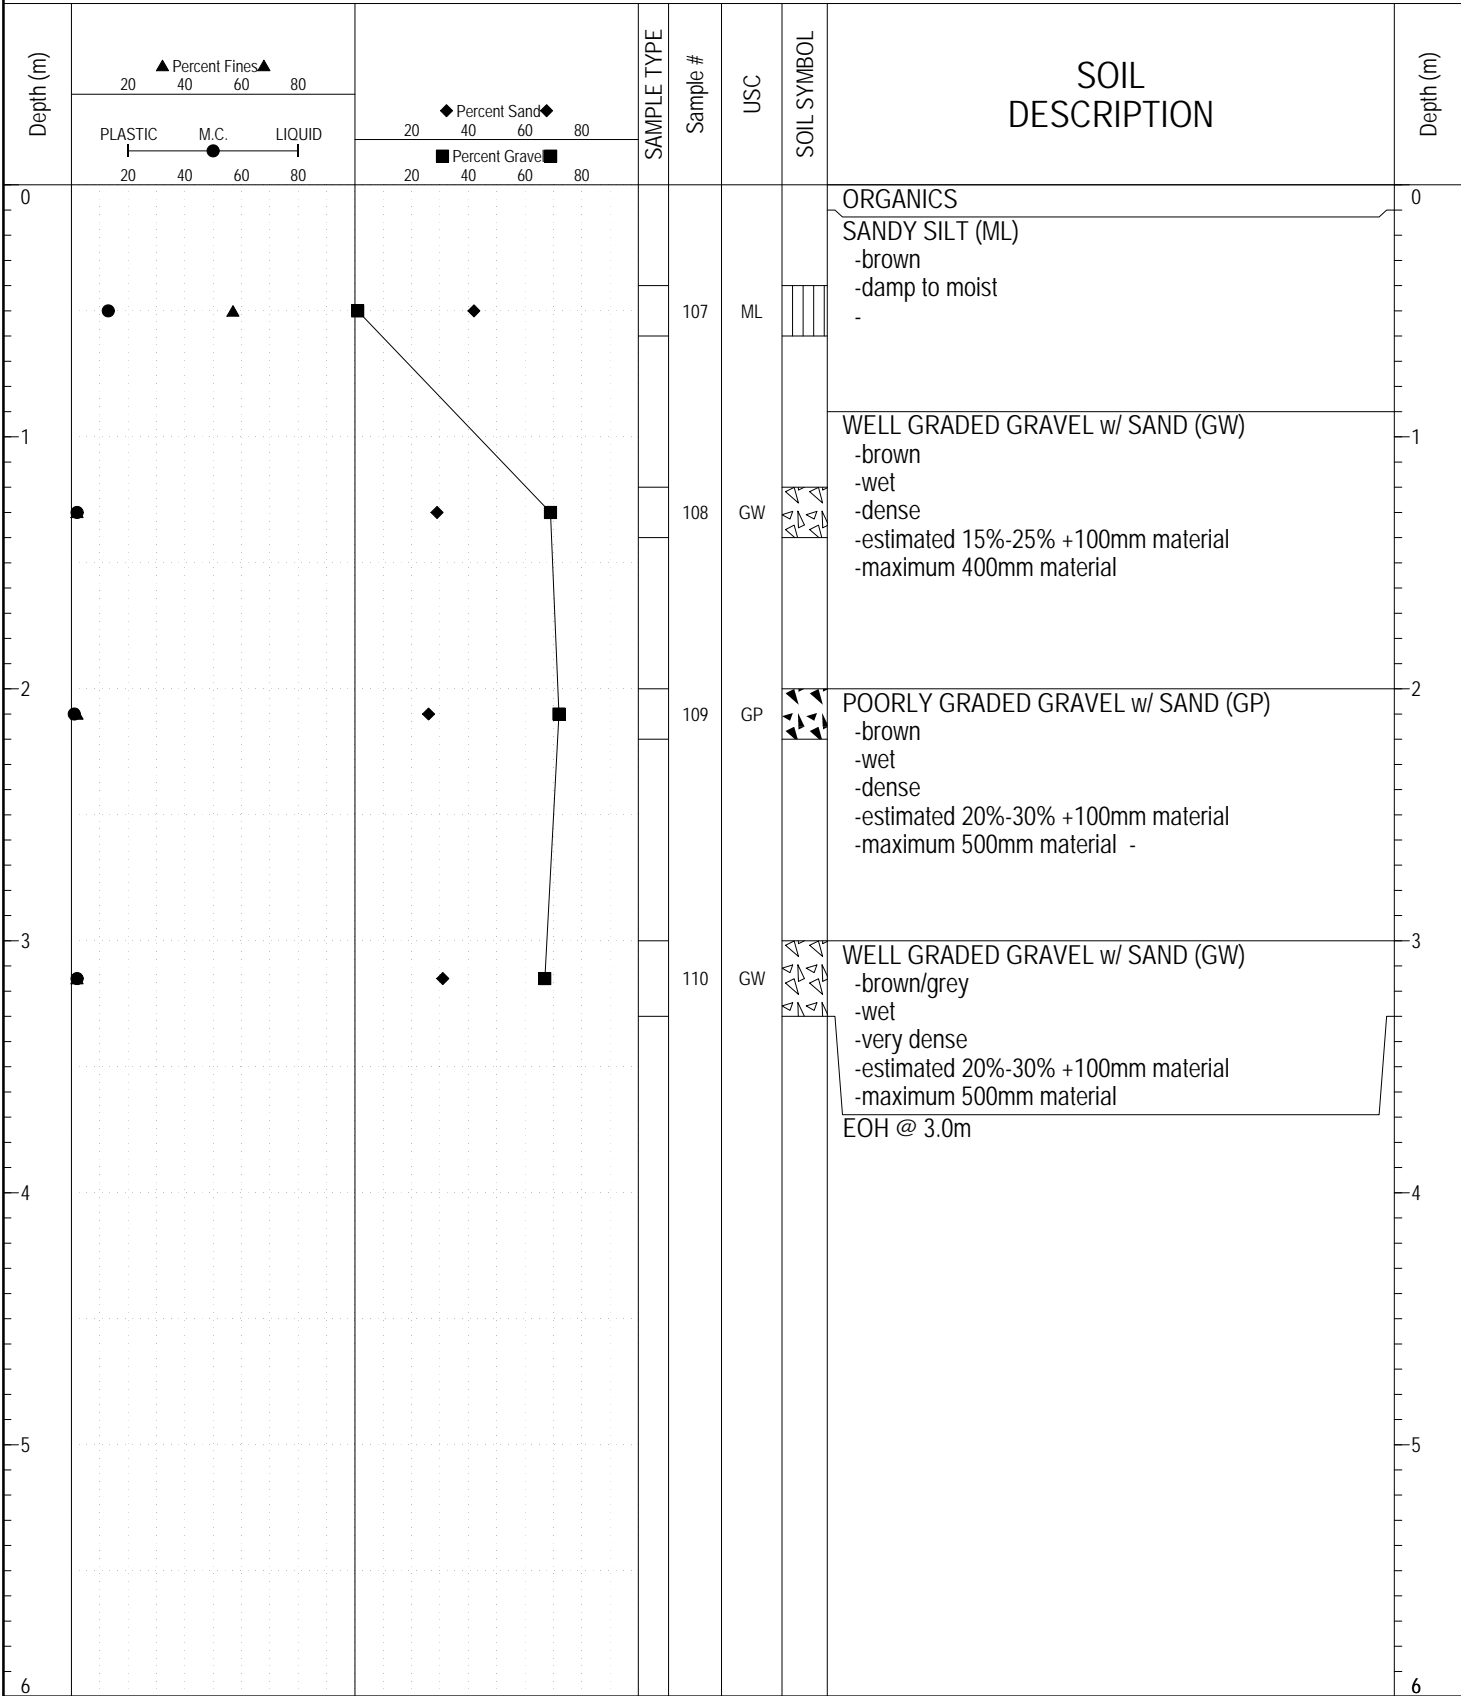 Depth (m)
▲ Percent Fines ▲
20 40 60 80
PLASTIC M.C. LIQUID
20 40 60 80
◆ Percent Sand ◆
20 40 60 80
■ Percent Gravel ■
20 40 60 80
SAMPLE TYPE
Sample #
USC
SOIL SYMBOL
SOIL
DESCRIPTION
Depth (m)
0 ORGANICS 0
SANDY SILT (ML)
-brown
-damp to moist
107 ML -
WELL GRADED GRAVEL w/ SAND (GW)
1 1
-brown
-wet
108 GW -dense
-estimated 15%-25% +100mm material
-maximum 400mm material
2 2
109 GP POORLY GRADED GRAVEL w/ SAND (GP)
-brown
-wet
-dense
-estimated 20%-30% +100mm material
-maximum 500mm material -
3 3
WELL GRADED GRAVEL w/ SAND (GW)
110 GW -brown/grey
-wet
-very dense
-estimated 20%-30% +100mm material
-maximum 500mm material
EOH @ 3.0m
4 4
5 5
6 6